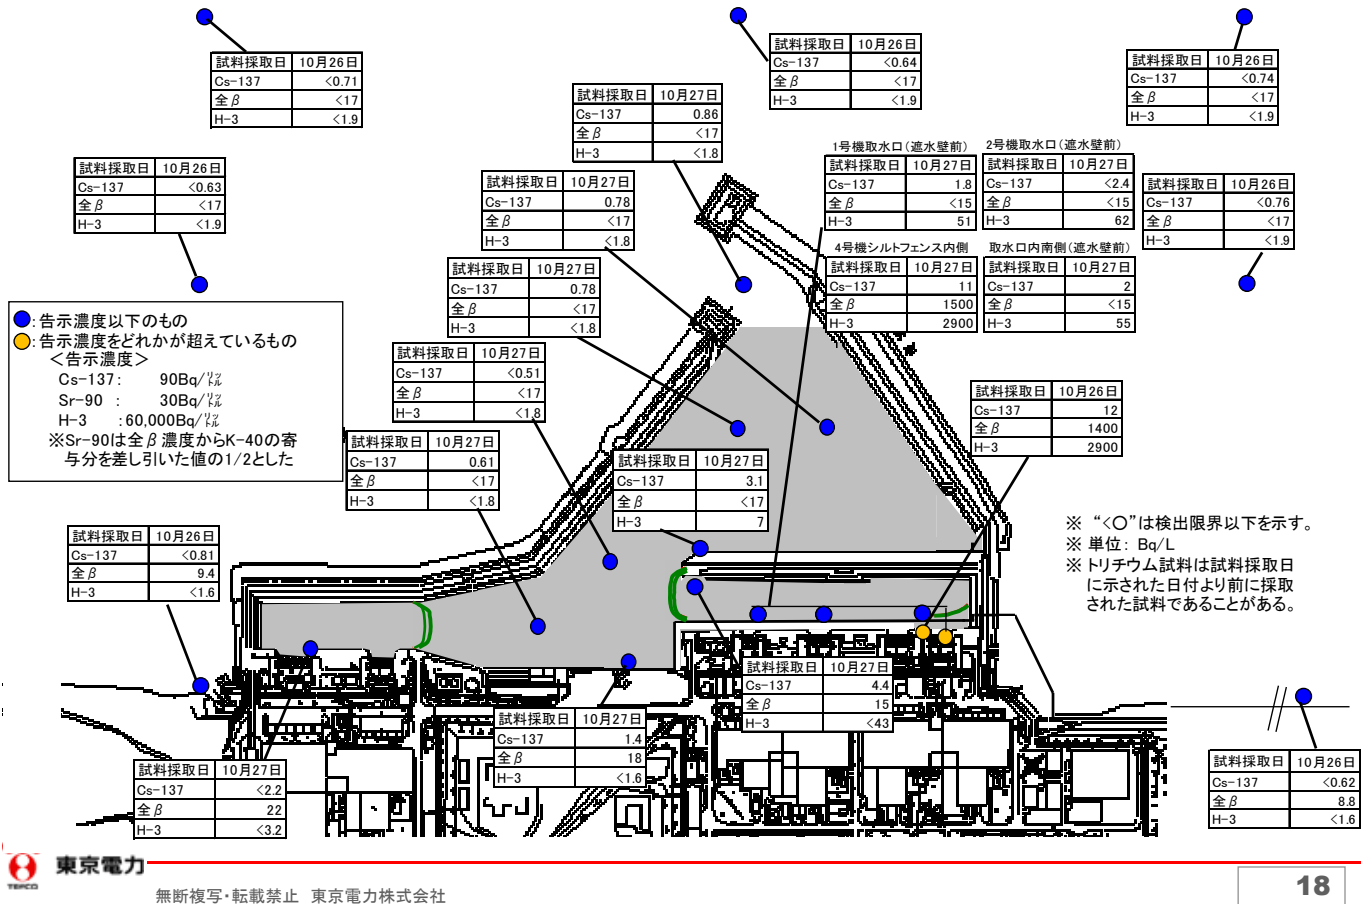 試料採取日 10月26日
Cs-137 <0.71
全β <17
H-3 <1.9
試料採取日 10月26日
Cs-137 <0.64
全β <17
H-3 <1.9
試料採取日 10月26日
Cs-137 <0.74
全β <17
H-3 <1.9
試料採取日 10月27日
Cs-137 0.86
全β <17
H-3 <1.8
試料採取日 10月26日
Cs-137 <0.63
全β <17
H-3 <1.9
試料採取日 10月27日
Cs-137 0.78
全β <17
H-3 <1.8
1号機取水口(遮水壁前)
試料採取日 10月27日
Cs-137 1.8
全β <15
H-3 51
2号機取水口(遮水壁前)
試料採取日 10月27日
Cs-137 <2.4
全β <15
H-3 62
試料採取日 10月26日
Cs-137 <0.76
全β <17
H-3 <1.9
4号機シルトフェンス内側
試料採取日 10月27日
Cs-137 11
全β 1500
H-3 2900
取水口内南側(遮水壁前)
試料採取日 10月27日
Cs-137 2
全β <15
H-3 55
試料採取日 10月27日
Cs-137 0.78
全β <17
H-3 <1.8
:告示濃度以下のもの
:告示濃度をどれかが超えているもの
<告示濃度>
Cs-137: 90Bq/㍑
Sr-90 : 30Bq/㍑
H-3 :60,000Bq/㍑
※Sr-90は全β濃度からK-40の寄
与分を差し引いた値の1/2とした
試料採取日 10月27日
Cs-137 <0.51
全β <17
H-3 <1.8
試料採取日 10月26日
Cs-137 12
全β 1400
H-3 2900
試料採取日 10月27日
Cs-137 0.61
全β <17
H-3 <1.8
試料採取日 10月27日
Cs-137 3.1
全β <17
H-3 7
※ “<○”は検出限界以下を示す。
※ 単位: Bq/L
※ トリチウム試料は試料採取日
に示された日付より前に採取
された試料であることがある。
試料採取日 10月26日
Cs-137 <0.81
全β 9.4
H-3 <1.6
試料採取日 10月27日
Cs-137 4.4
全β 15
H-3 <43
試料採取日 10月27日
Cs-137 1.4
全β 18
H-3 <1.6
試料採取日 10月27日
Cs-137 <2.2
全β 22
H-3 <3.2
試料採取日 10月26日
Cs-137 <0.62
全β 8.8
H-3 <1.6
TEPCO 東京電力
無断複写・転載禁止 東京電力株式会社
18